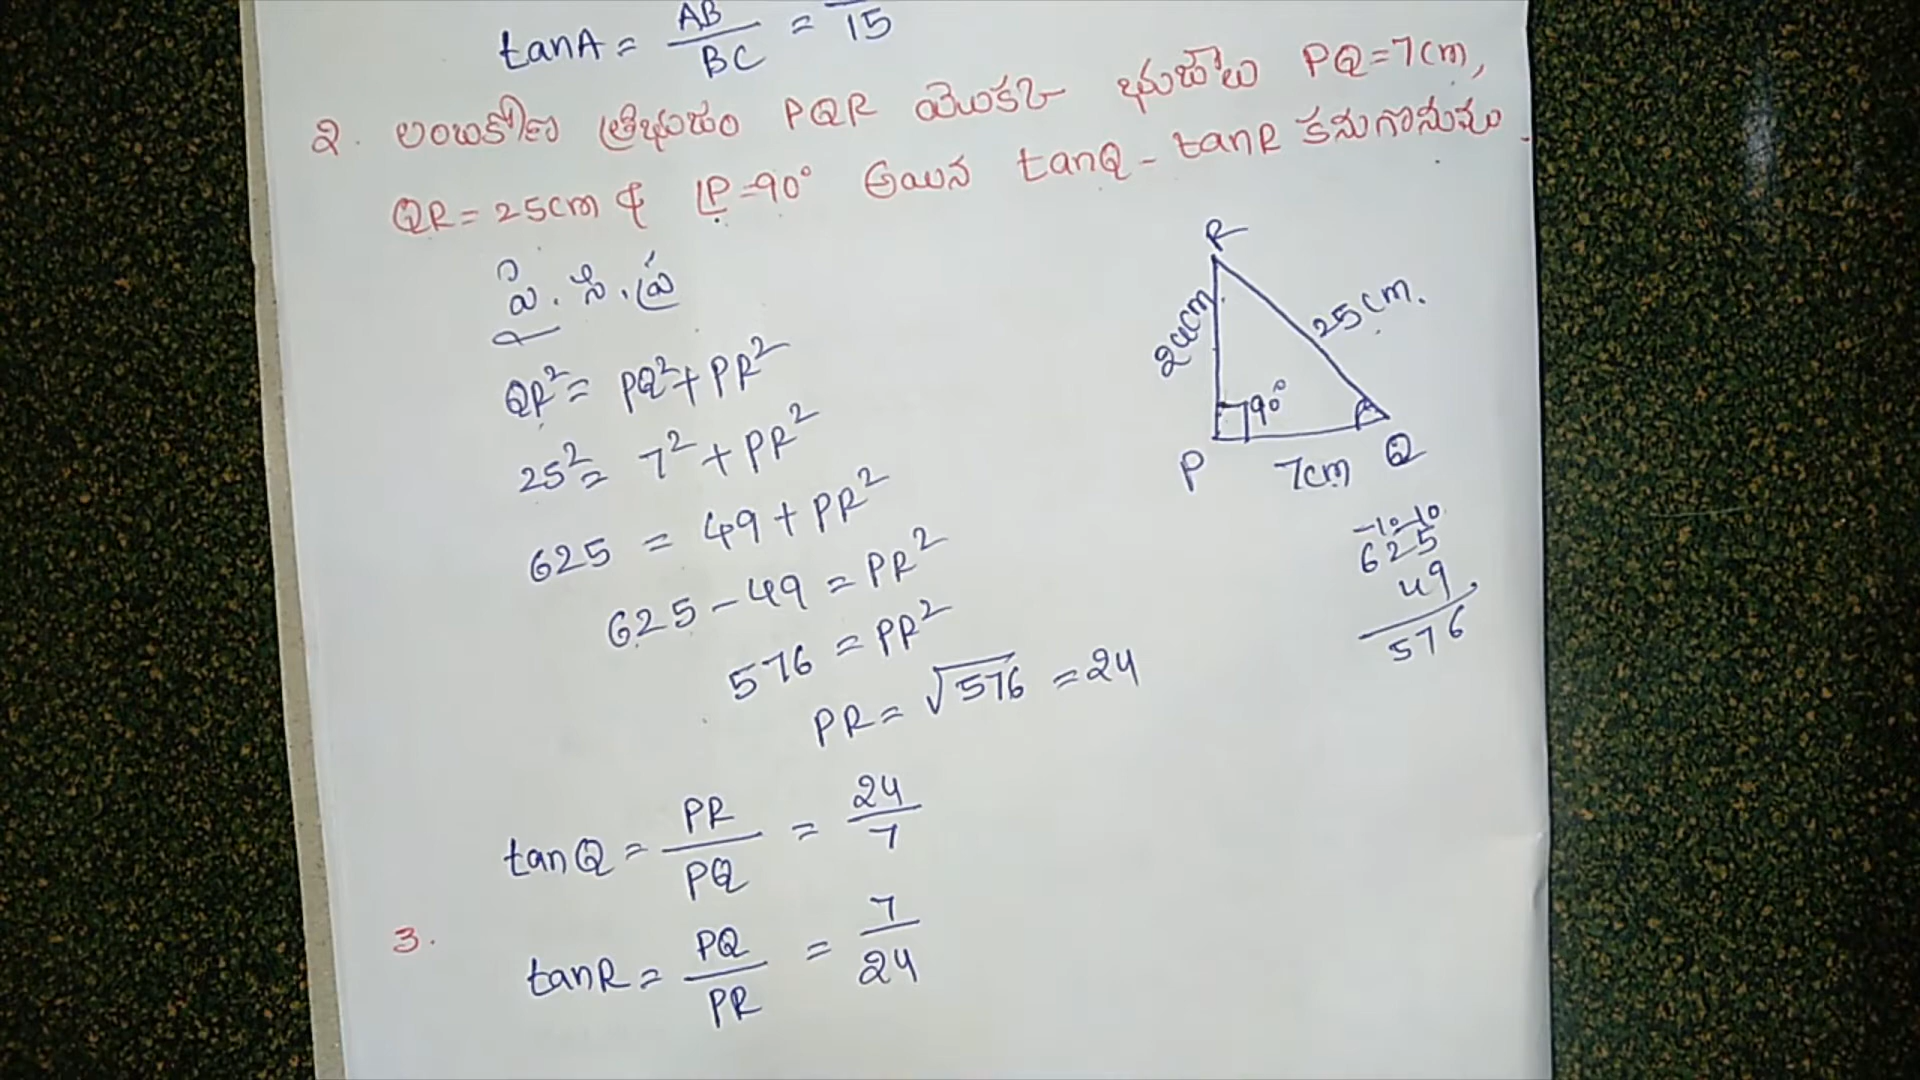 tanA = AB/BC = /15
2. లంబకోణ త్రిభుజం PQR యొక్క భుజాలు PQ=7cm,
QR=25cm & ∠P=90° అయిన tanQ - tanR కనుగొనుము.
పై. సి. ప్ర
QR² = PQ² + PR²
25² = 7² + PR²
625 = 49 + PR²
625 - 49 = PR²
576 = PR²
PR = √576 = 24
tanQ = PR/PQ = 24/7
3.
tanR = PQ/PR = 7/24
R
24cm
25cm.
90°
P
7cm
Q
-10-10
625
49
576